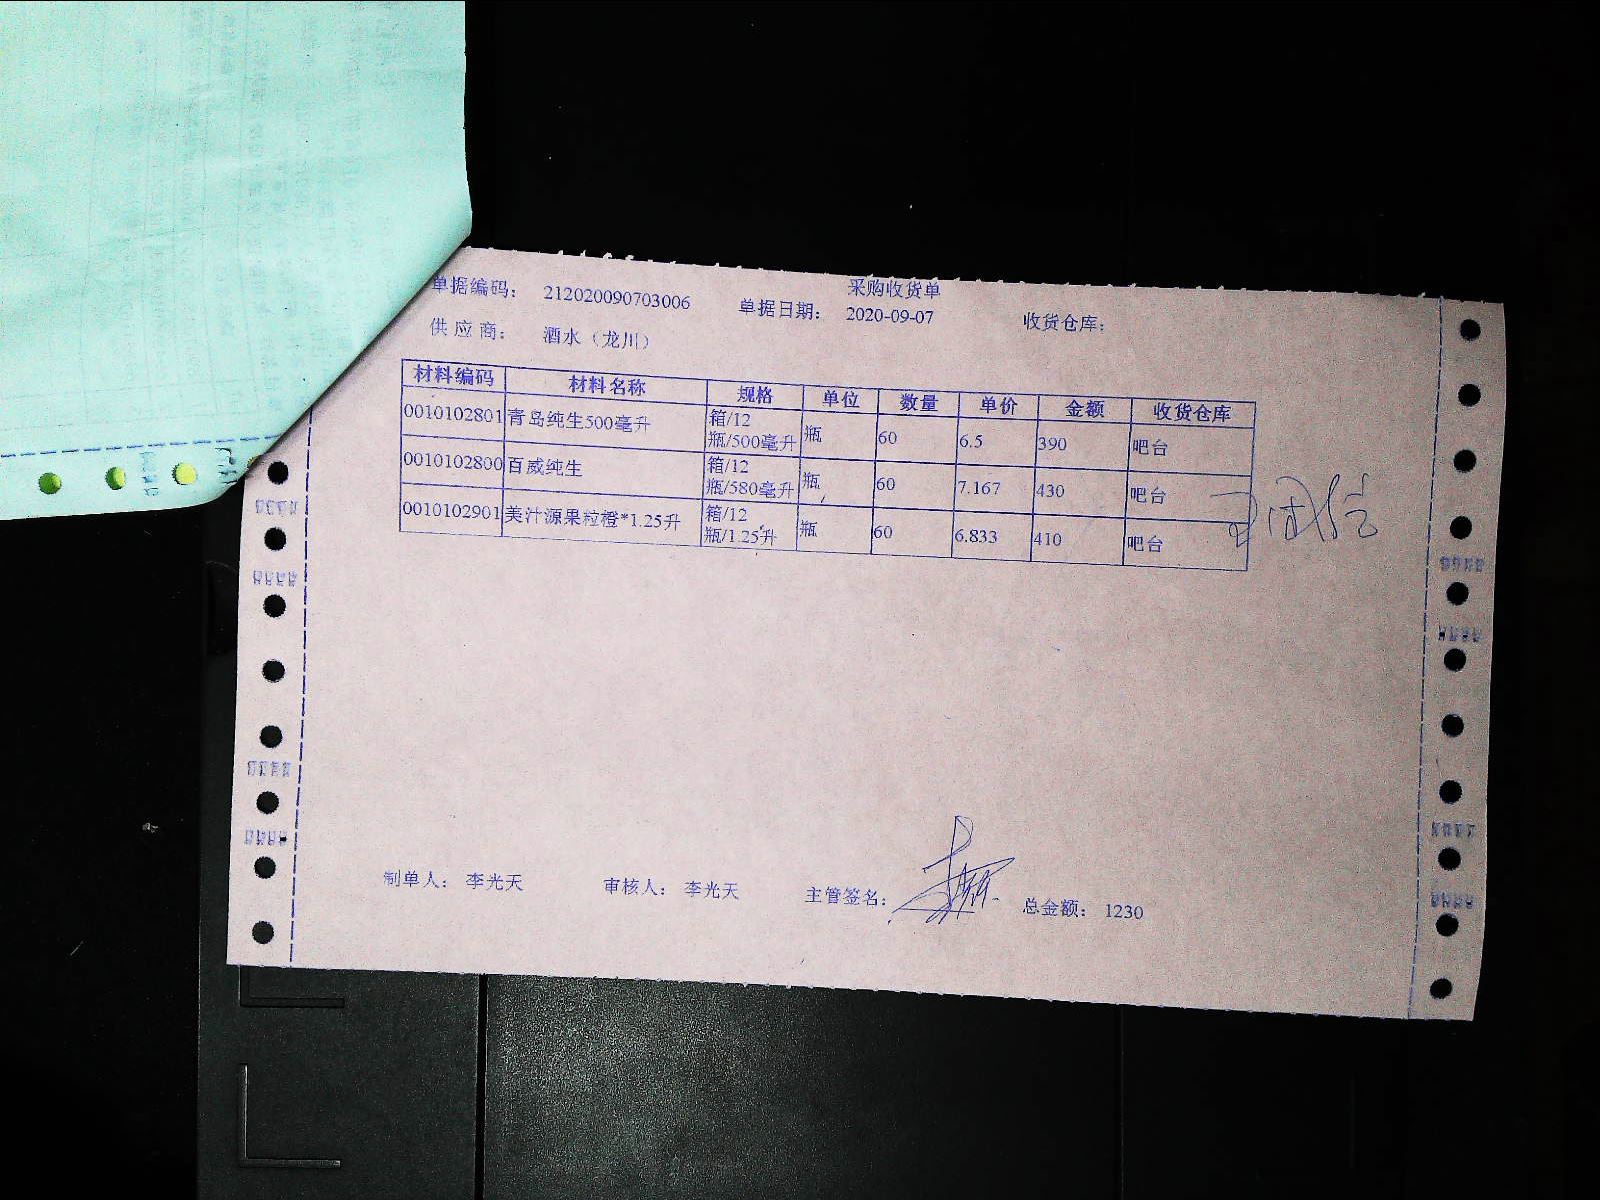 采购收货单
单据编码： 212020090703006 单据日期： 2020-09-07 收货仓库：
供应商： 酒水（龙川）
材料编码 材料名称 规格 单位 数量 单价 金额 收货仓库
0010102801 青岛纯生500毫升 箱/12瓶/500毫升 瓶 60 6.5 390 吧台
0010102800 百威纯生 箱/12瓶/580毫升 瓶 60 7.167 430 吧台
0010102901 美汁源果粒橙*1.25升 箱/12瓶/1.25升 瓶 60 6.833 410 吧台
制单人： 李光天 审核人： 李光天 主管签名： 总金额： 1230